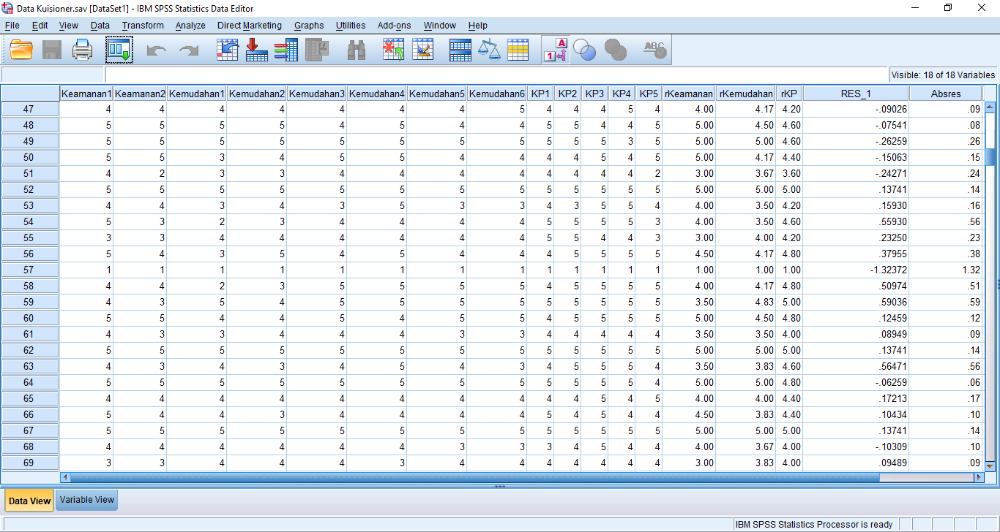 Data Kuisioner.sav [DataSet1] - IBM SPSS Statistics Data Editor
File Edit View Data Transform Analyze Direct Marketing Graphs Utilities Add-ons Window Help
A
1
ABC
Visible: 18 of 18 Variables
Keamanan1 Keamanan2 Kemudahan1 Kemudahan2 Kemudahan3 Kemudahan4 Kemudahan5 Kemudahan6 KP1 KP2 KP3 KP4 KP5 rKeamanan rKemudahan rKP RES_1 Absres
47 4 4 4 4 4 4 4 5 4 4 4 5 4 4.00 4.17 4.20 -.09026 .09
48 5 5 5 5 4 5 4 4 5 5 4 4 5 5.00 4.50 4.60 -.07541 .08
49 5 5 5 5 5 5 5 5 5 5 5 3 5 5.00 5.00 4.60 -.26259 .26
50 5 5 3 4 5 5 4 4 4 4 5 4 5 5.00 4.17 4.40 -.15063 .15
51 4 2 3 3 4 4 4 4 4 4 4 4 2 3.00 3.67 3.60 -.24271 .24
52 5 5 5 5 5 5 5 5 5 5 5 5 5 5.00 5.00 5.00 .13741 .14
53 4 4 3 4 3 5 3 3 4 3 5 5 4 4.00 3.50 4.20 .15930 .16
54 5 3 2 3 4 4 4 4 5 5 5 5 3 4.00 3.50 4.60 .55930 .56
55 3 3 4 4 4 4 4 4 5 5 4 4 3 3.00 4.00 4.20 .23250 .23
56 5 4 3 5 4 5 4 4 4 5 5 5 5 4.50 4.17 4.80 .37955 .38
57 1 1 1 1 1 1 1 1 1 1 1 1 1 1.00 1.00 1.00 -1.32372 1.32
58 4 4 2 3 5 5 5 5 4 5 5 5 5 4.00 4.17 4.80 .50974 .51
59 4 3 5 4 5 5 5 5 5 5 5 5 5 3.50 4.83 5.00 .59036 .59
60 5 5 4 4 5 4 5 5 4 5 5 5 5 5.00 4.50 4.80 .12459 .12
61 4 3 3 4 4 4 3 3 4 4 4 4 4 3.50 3.50 4.00 .08949 .09
62 5 5 5 5 5 5 5 5 5 5 5 5 5 5.00 5.00 5.00 .13741 .14
63 4 3 4 3 4 5 4 3 4 5 5 5 4 3.50 3.83 4.60 .56471 .56
64 5 5 5 5 5 5 5 5 5 5 5 5 4 5.00 5.00 4.80 -.06259 .06
65 4 4 4 4 4 4 4 4 4 4 5 4 5 4.00 4.00 4.40 .17213 .17
66 5 4 4 3 4 4 4 4 5 4 5 4 4 4.50 3.83 4.40 .10434 .10
67 5 5 5 5 5 5 5 5 5 5 5 5 5 5.00 5.00 5.00 .13741 .14
68 4 4 4 4 4 4 3 3 3 4 5 4 4 4.00 3.67 4.00 -.10309 .10
69 3 3 4 4 4 3 4 4 4 4 4 4 4 3.00 3.83 4.00 .09489 .09
Data View Variable View
IBM SPSS Statistics Processor is ready